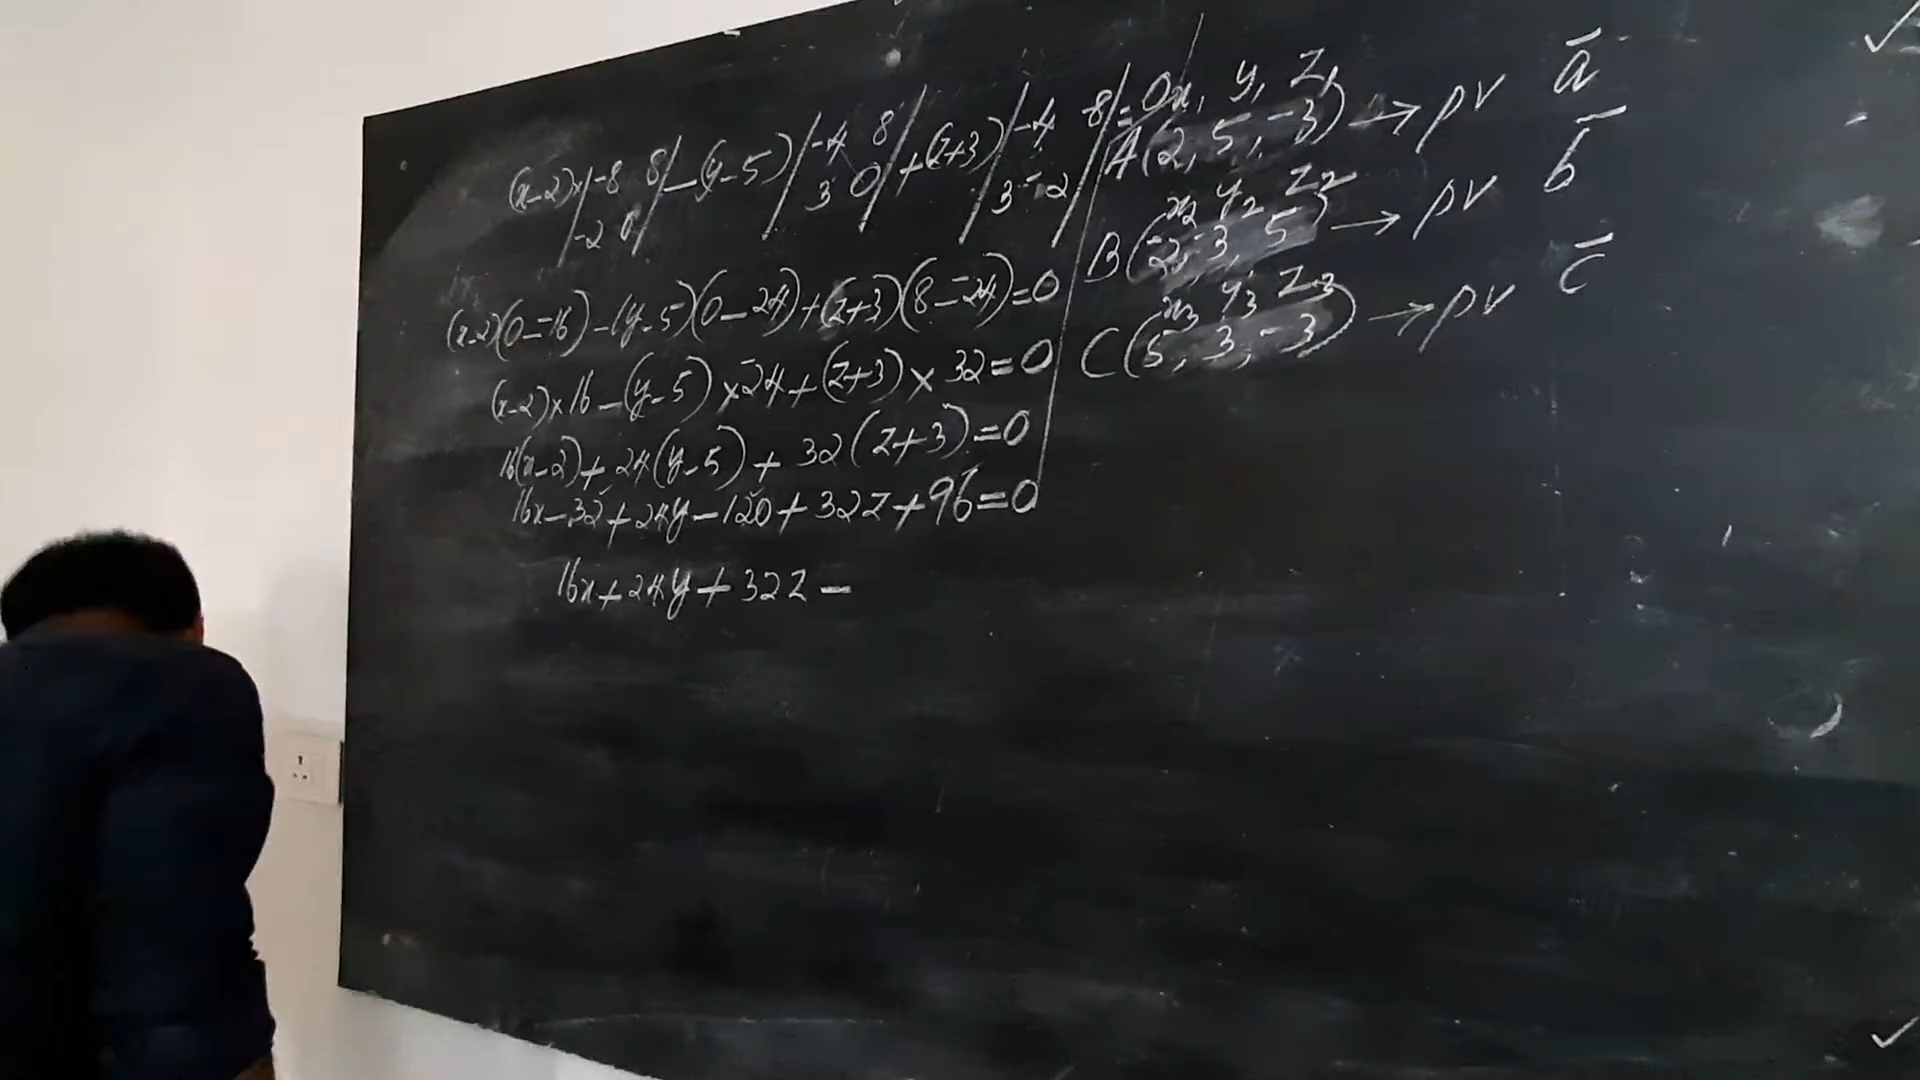 (x-2)×|-8 8|-(y-5)|-4 8|+(z+3)|-4 8|=0
|-2 0| |3 0| |3 -2|
(x-2)(0--16)-(y-5)(0-24)+(z+3)(8--24)=0
(x-2)×16-(y-5)×-24+(z+3)×32=0
16(x-2)+24(y-5)+32(z+3)=0
16x-32+24y-120+32z+96=0
16x+24y+32z-
x₁ y₁ z₁
A(2, 5, -3) → pv a̅
x₂ y₂ z₂
B(-2, -3, 5) → pv b̅
x₃ y₃ z₃
C(5, 3, -3) → pv c̅